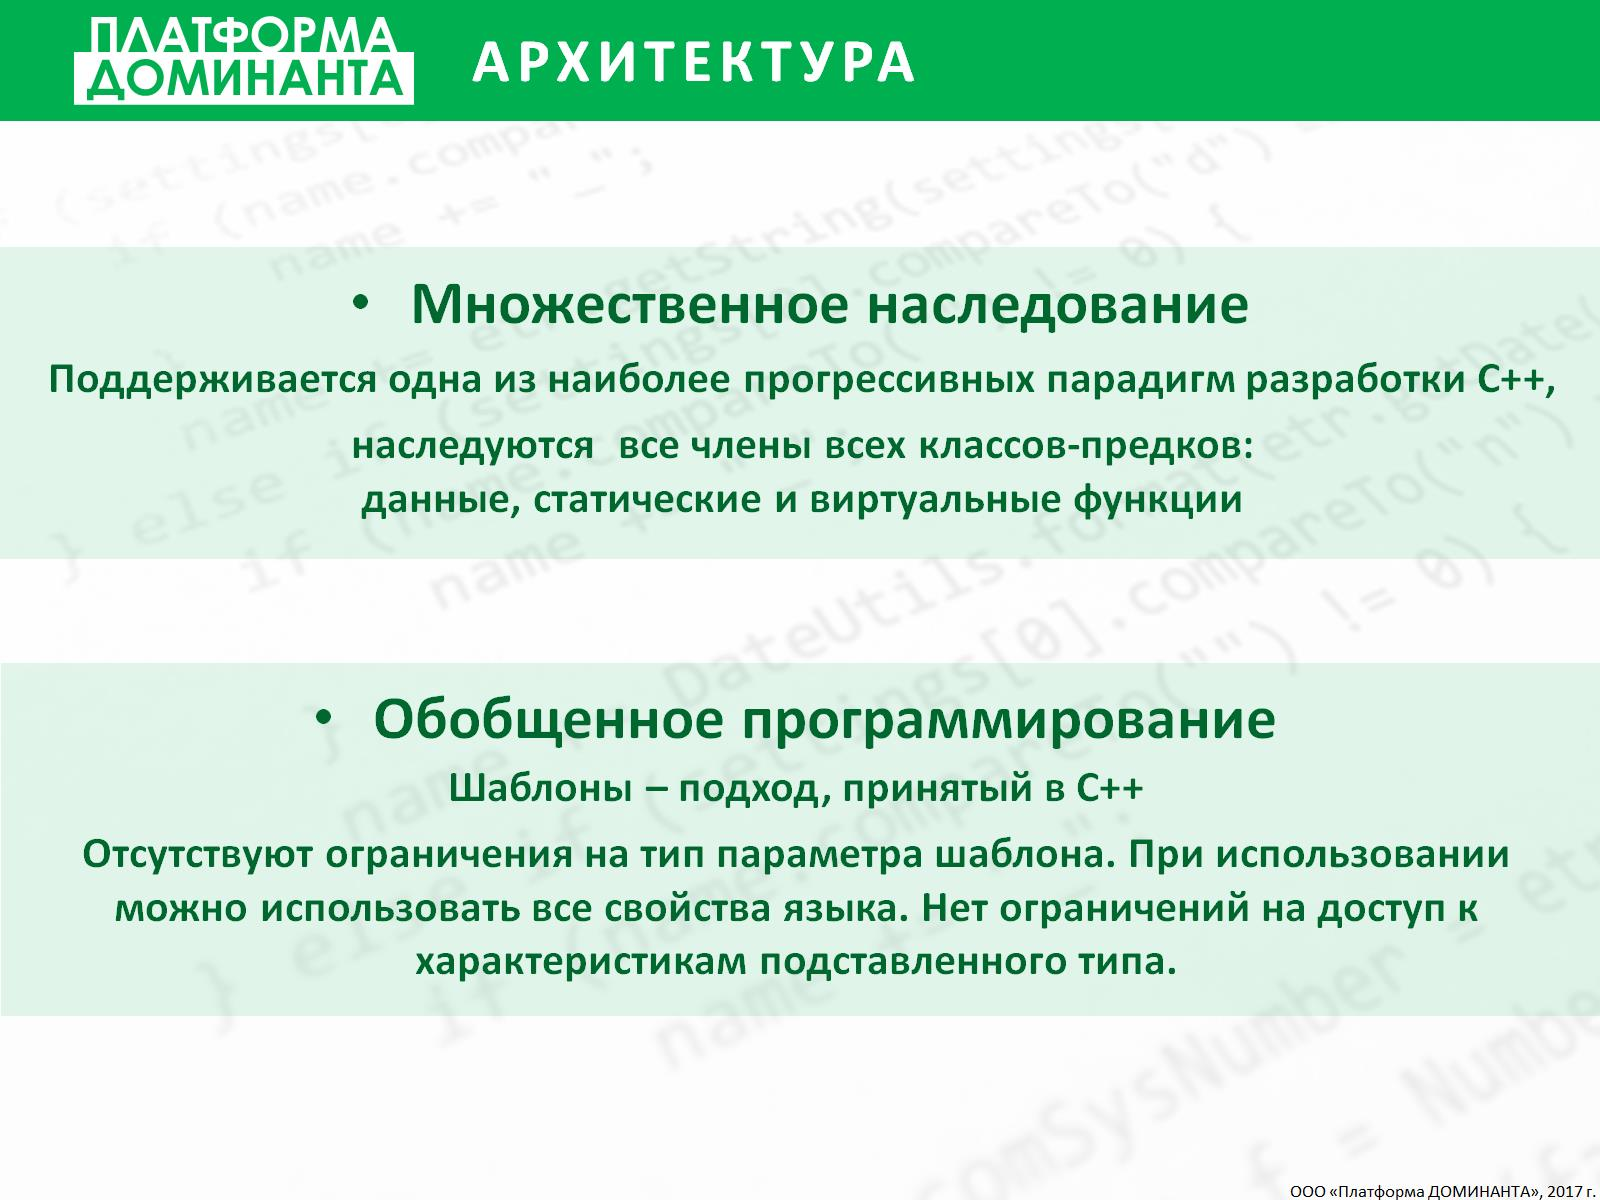 ПЛАТФОРМА
ДОМИНАНТА
АРХИТЕКТУРА
• Множественное наследование
Поддерживается одна из наиболее прогрессивных парадигм разработки C++,
наследуются все члены всех классов-предков:
данные, статические и виртуальные функции
• Обобщенное программирование
Шаблоны – подход, принятый в C++
Отсутствуют ограничения на тип параметра шаблона. При использовании
можно использовать все свойства языка. Нет ограничений на доступ к
характеристикам подставленного типа.
ООО «Платформа ДОМИНАНТА», 2017 г.